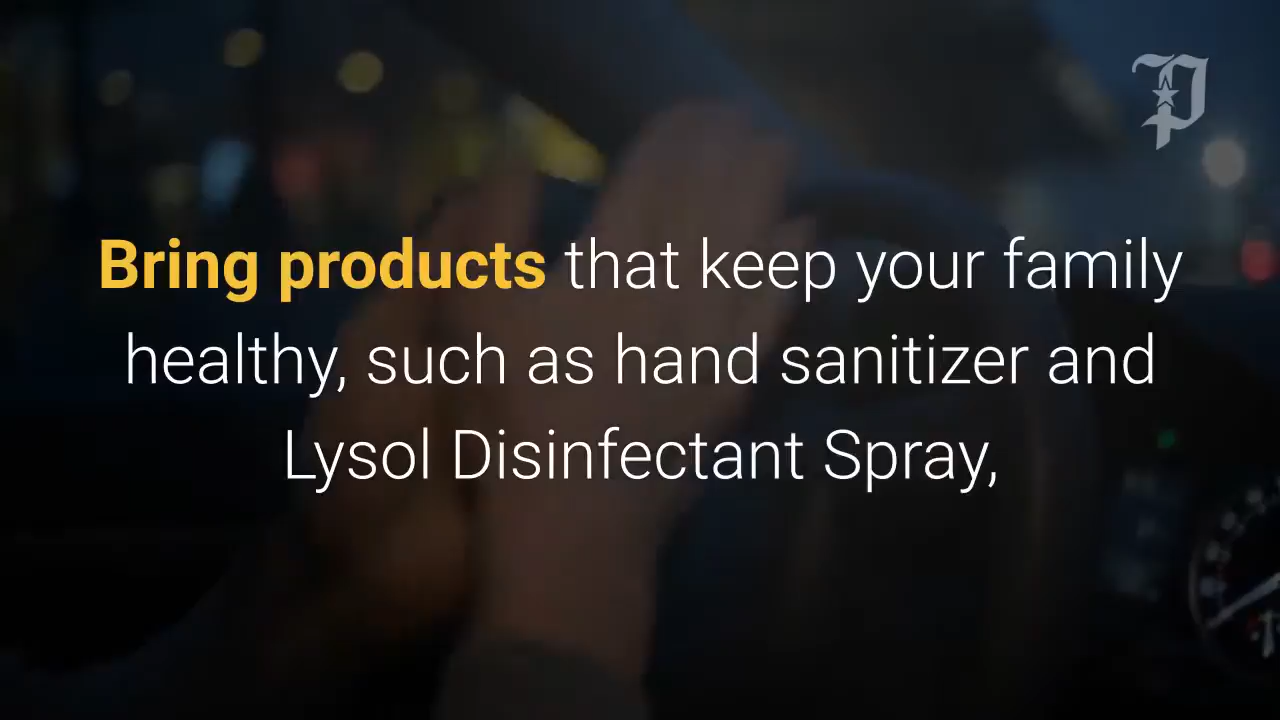 Bring products that keep your family
healthy, such as hand sanitizer and
Lysol Disinfectant Spray,